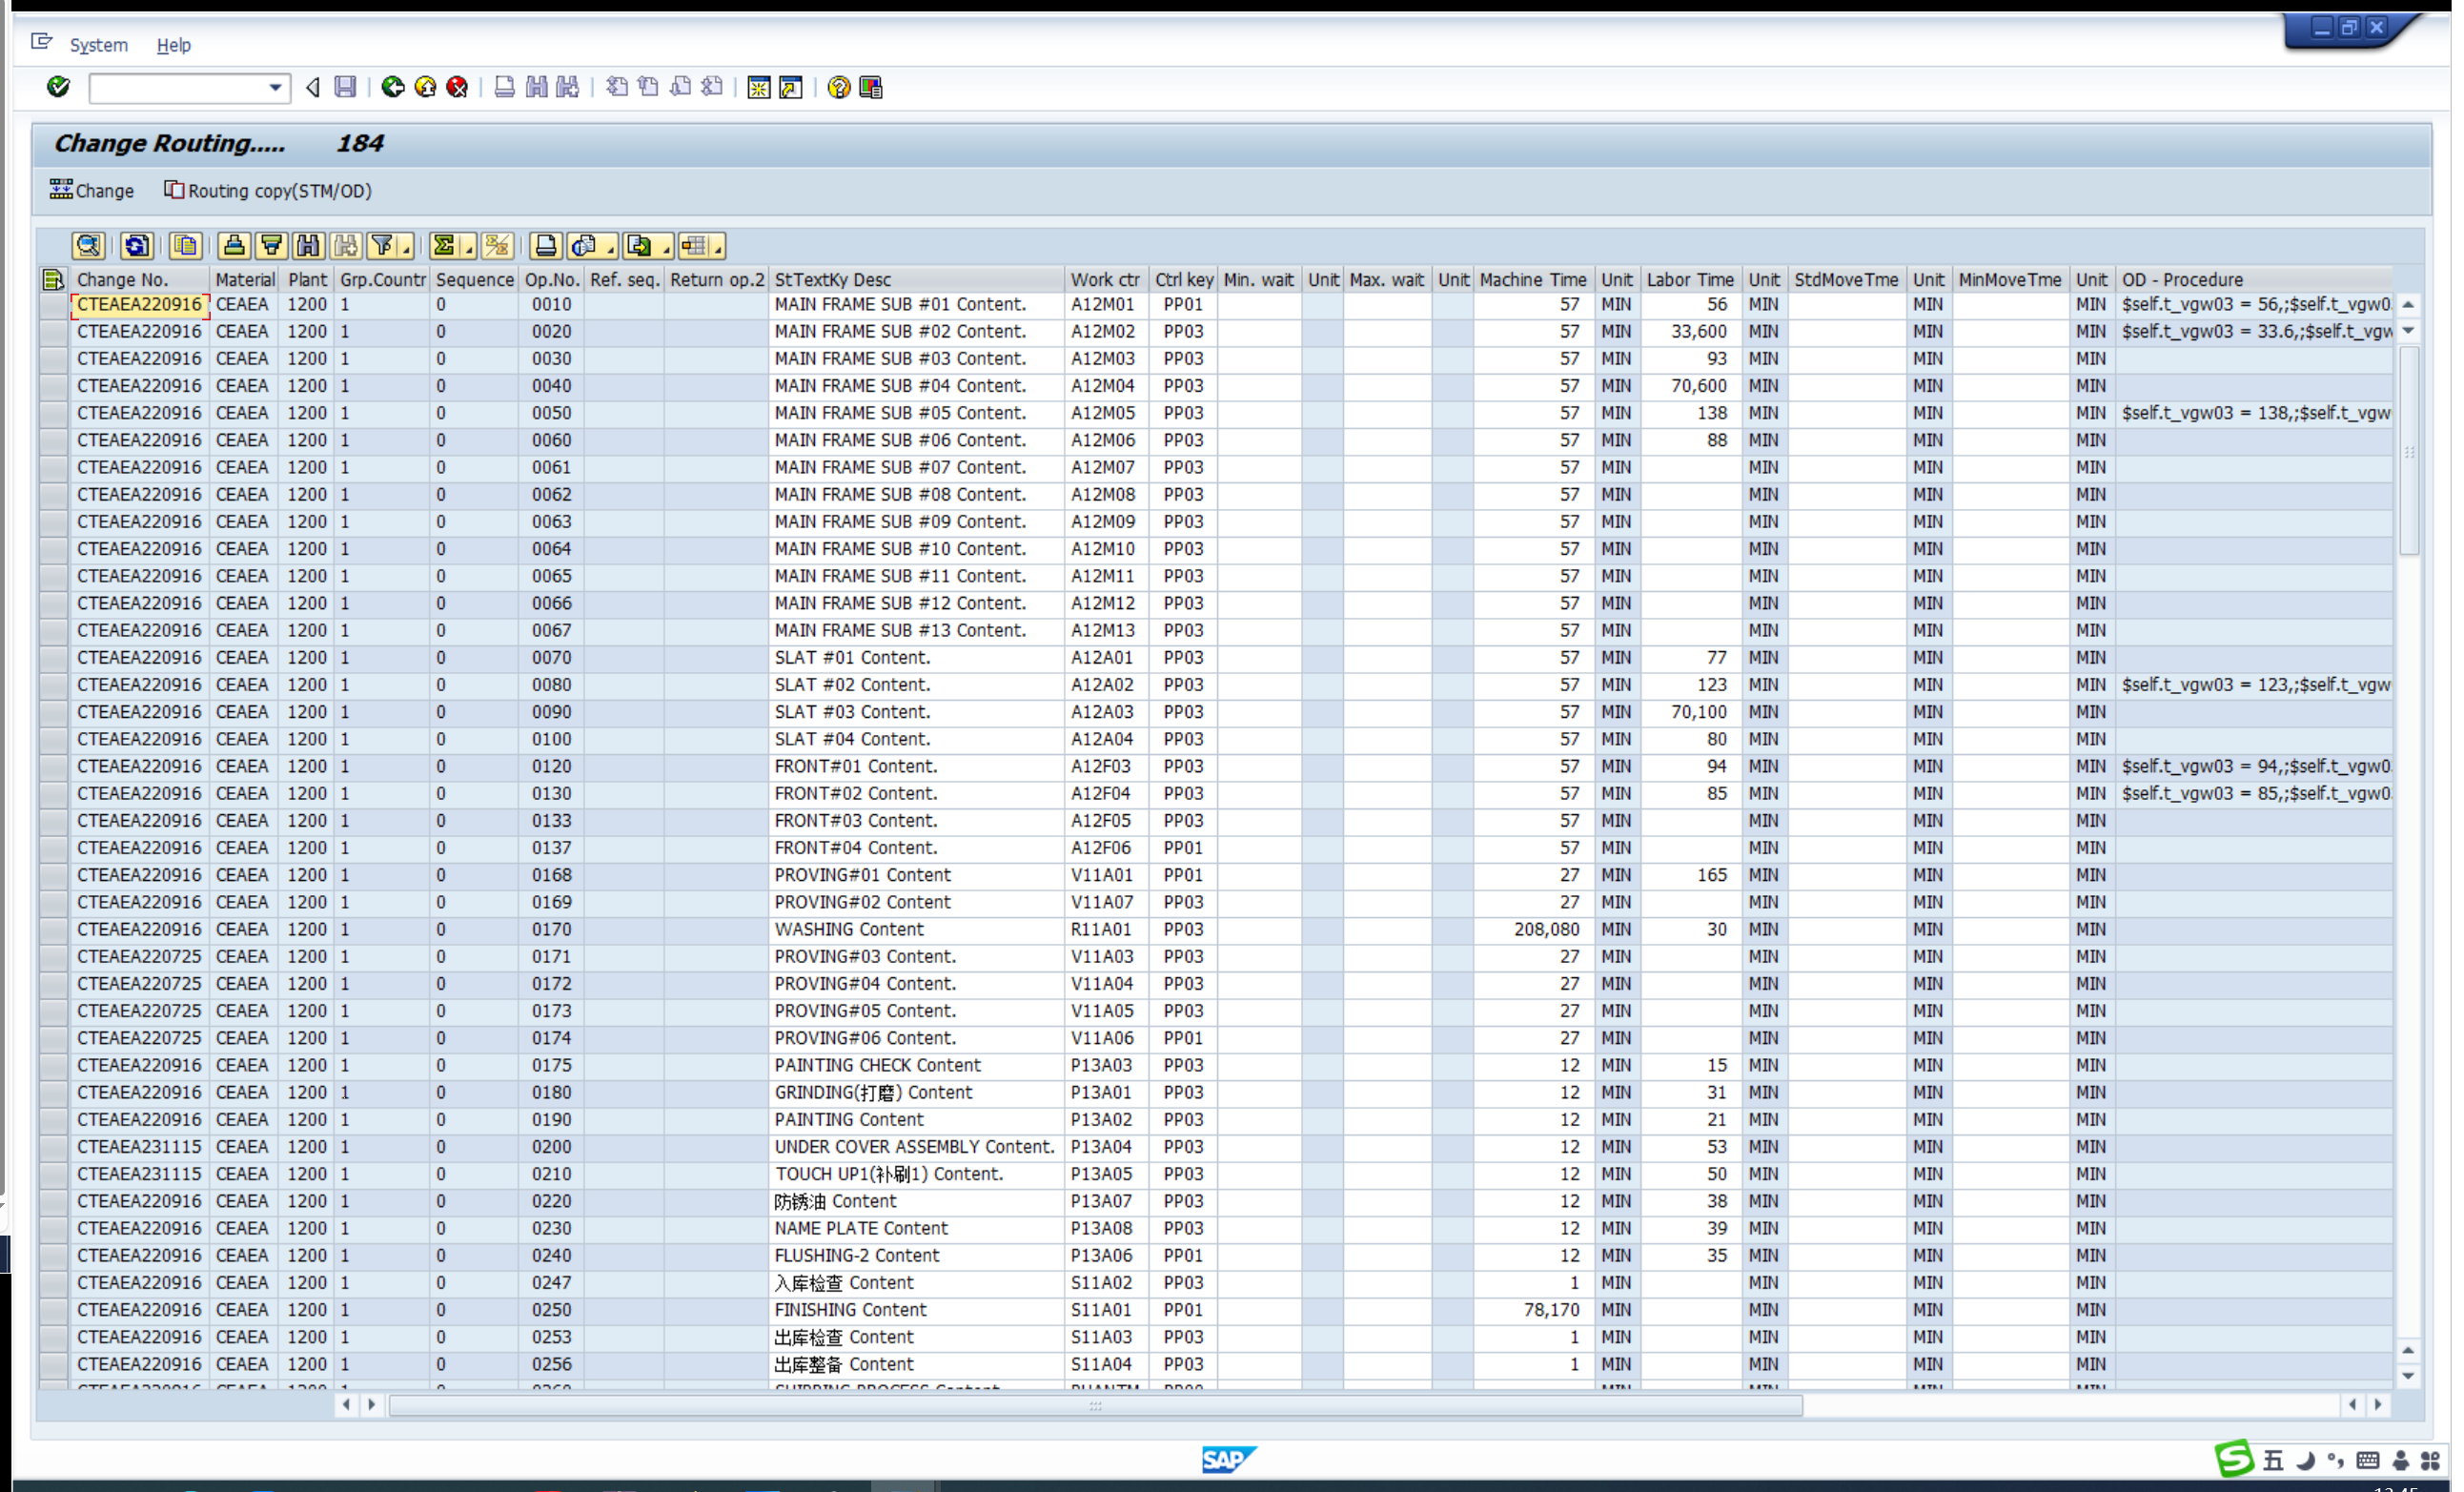 System Help
Change Routing..... 184
Change Routing copy(STM/OD)
Change No. Material Plant Grp.Countr Sequence Op.No. Ref. seq. Return op.2 StTextKy Desc Work ctr Ctrl key Min. wait Unit Max. wait Unit Machine Time Unit Labor Time Unit StdMoveTme Unit MinMoveTme Unit OD - Procedure
CTEAEA220916 CEAEA 1200 1 0 0010 MAIN FRAME SUB #01 Content. A12M01 PP01 57 MIN 56 MIN MIN MIN $self.t_vgw03 = 56,;$self.t_vgw0
CTEAEA220916 CEAEA 1200 1 0 0020 MAIN FRAME SUB #02 Content. A12M02 PP03 57 MIN 33,600 MIN MIN MIN $self.t_vgw03 = 33.6,;$self.t_vgw
CTEAEA220916 CEAEA 1200 1 0 0030 MAIN FRAME SUB #03 Content. A12M03 PP03 57 MIN 93 MIN MIN MIN
CTEAEA220916 CEAEA 1200 1 0 0040 MAIN FRAME SUB #04 Content. A12M04 PP03 57 MIN 70,600 MIN MIN MIN
CTEAEA220916 CEAEA 1200 1 0 0050 MAIN FRAME SUB #05 Content. A12M05 PP03 57 MIN 138 MIN MIN MIN $self.t_vgw03 = 138,;$self.t_vgw
CTEAEA220916 CEAEA 1200 1 0 0060 MAIN FRAME SUB #06 Content. A12M06 PP03 57 MIN 88 MIN MIN MIN
CTEAEA220916 CEAEA 1200 1 0 0061 MAIN FRAME SUB #07 Content. A12M07 PP03 57 MIN MIN MIN MIN
CTEAEA220916 CEAEA 1200 1 0 0062 MAIN FRAME SUB #08 Content. A12M08 PP03 57 MIN MIN MIN MIN
CTEAEA220916 CEAEA 1200 1 0 0063 MAIN FRAME SUB #09 Content. A12M09 PP03 57 MIN MIN MIN MIN
CTEAEA220916 CEAEA 1200 1 0 0064 MAIN FRAME SUB #10 Content. A12M10 PP03 57 MIN MIN MIN MIN
CTEAEA220916 CEAEA 1200 1 0 0065 MAIN FRAME SUB #11 Content. A12M11 PP03 57 MIN MIN MIN MIN
CTEAEA220916 CEAEA 1200 1 0 0066 MAIN FRAME SUB #12 Content. A12M12 PP03 57 MIN MIN MIN MIN
CTEAEA220916 CEAEA 1200 1 0 0067 MAIN FRAME SUB #13 Content. A12M13 PP03 57 MIN MIN MIN MIN
CTEAEA220916 CEAEA 1200 1 0 0070 SLAT #01 Content. A12A01 PP03 57 MIN 77 MIN MIN MIN
CTEAEA220916 CEAEA 1200 1 0 0080 SLAT #02 Content. A12A02 PP03 57 MIN 123 MIN MIN MIN $self.t_vgw03 = 123,;$self.t_vgw
CTEAEA220916 CEAEA 1200 1 0 0090 SLAT #03 Content. A12A03 PP03 57 MIN 70,100 MIN MIN MIN
CTEAEA220916 CEAEA 1200 1 0 0100 SLAT #04 Content. A12A04 PP03 57 MIN 80 MIN MIN MIN
CTEAEA220916 CEAEA 1200 1 0 0120 FRONT#01 Content. A12F03 PP03 57 MIN 94 MIN MIN MIN $self.t_vgw03 = 94,;$self.t_vgw0
CTEAEA220916 CEAEA 1200 1 0 0130 FRONT#02 Content. A12F04 PP03 57 MIN 85 MIN MIN MIN $self.t_vgw03 = 85,;$self.t_vgw0
CTEAEA220916 CEAEA 1200 1 0 0133 FRONT#03 Content. A12F05 PP03 57 MIN MIN MIN MIN
CTEAEA220916 CEAEA 1200 1 0 0137 FRONT#04 Content. A12F06 PP01 57 MIN MIN MIN MIN
CTEAEA220916 CEAEA 1200 1 0 0168 PROVING#01 Content V11A01 PP01 27 MIN 165 MIN MIN MIN
CTEAEA220916 CEAEA 1200 1 0 0169 PROVING#02 Content V11A07 PP03 27 MIN MIN MIN MIN
CTEAEA220916 CEAEA 1200 1 0 0170 WASHING Content R11A01 PP03 208,080 MIN 30 MIN MIN MIN
CTEAEA220725 CEAEA 1200 1 0 0171 PROVING#03 Content. V11A03 PP03 27 MIN MIN MIN MIN
CTEAEA220725 CEAEA 1200 1 0 0172 PROVING#04 Content. V11A04 PP03 27 MIN MIN MIN MIN
CTEAEA220725 CEAEA 1200 1 0 0173 PROVING#05 Content. V11A05 PP03 27 MIN MIN MIN MIN
CTEAEA220725 CEAEA 1200 1 0 0174 PROVING#06 Content. V11A06 PP01 27 MIN MIN MIN MIN
CTEAEA220916 CEAEA 1200 1 0 0175 PAINTING CHECK Content P13A03 PP03 12 MIN 15 MIN MIN MIN
CTEAEA220916 CEAEA 1200 1 0 0180 GRINDING(打磨) Content P13A01 PP03 12 MIN 31 MIN MIN MIN
CTEAEA220916 CEAEA 1200 1 0 0190 PAINTING Content P13A02 PP03 12 MIN 21 MIN MIN MIN
CTEAEA231115 CEAEA 1200 1 0 0200 UNDER COVER ASSEMBLY Content. P13A04 PP03 12 MIN 53 MIN MIN MIN
CTEAEA231115 CEAEA 1200 1 0 0210 TOUCH UP1(补刷1) Content. P13A05 PP03 12 MIN 50 MIN MIN MIN
CTEAEA220916 CEAEA 1200 1 0 0220 防锈油 Content P13A07 PP03 12 MIN 38 MIN MIN MIN
CTEAEA220916 CEAEA 1200 1 0 0230 NAME PLATE Content P13A08 PP03 12 MIN 39 MIN MIN MIN
CTEAEA220916 CEAEA 1200 1 0 0240 FLUSHING-2 Content P13A06 PP01 12 MIN 35 MIN MIN MIN
CTEAEA220916 CEAEA 1200 1 0 0247 入库检查 Content S11A02 PP03 1 MIN MIN MIN MIN
CTEAEA220916 CEAEA 1200 1 0 0250 FINISHING Content S11A01 PP01 78,170 MIN MIN MIN MIN
CTEAEA220916 CEAEA 1200 1 0 0253 出库检查 Content S11A03 PP03 1 MIN MIN MIN MIN
CTEAEA220916 CEAEA 1200 1 0 0256 出库整备 Content S11A04 PP03 1 MIN MIN MIN MIN
SAP
五